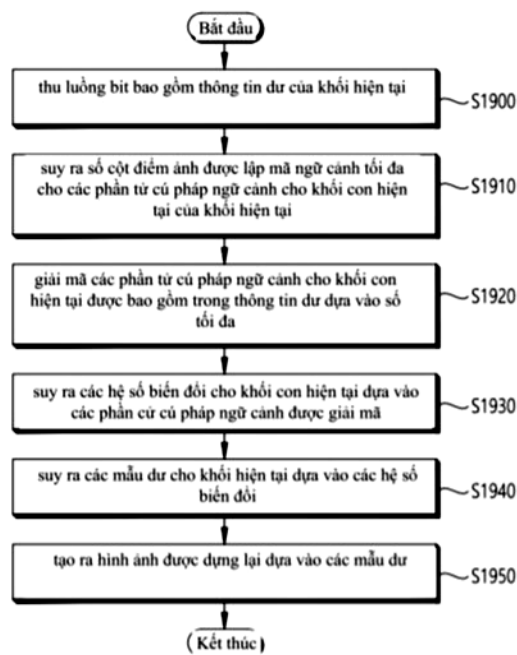 Bắt đầu
thu luồng bit bao gồm thông tin dư của khối hiện tại
S1900
suy ra số cột điểm ảnh được lập mã ngữ cảnh tối đa
cho các phần tử cú pháp ngữ cảnh cho khối con hiện
tại của khối hiện tại
S1910
giải mã các phần tử cú pháp ngữ cảnh cho khối con
hiện tại được bao gồm trong thông tin dư dựa vào số
tối đa
S1920
suy ra các hệ số biến đổi cho khối con hiện tại dựa vào
các phần cử cú pháp ngữ cảnh được giải mã
S1930
suy ra các mẫu dư cho khối hiện tại dựa vào các hệ số
biến đổi
S1940
tạo ra hình ảnh được dựng lại dựa vào các mẫu dư
S1950
Kết thúc